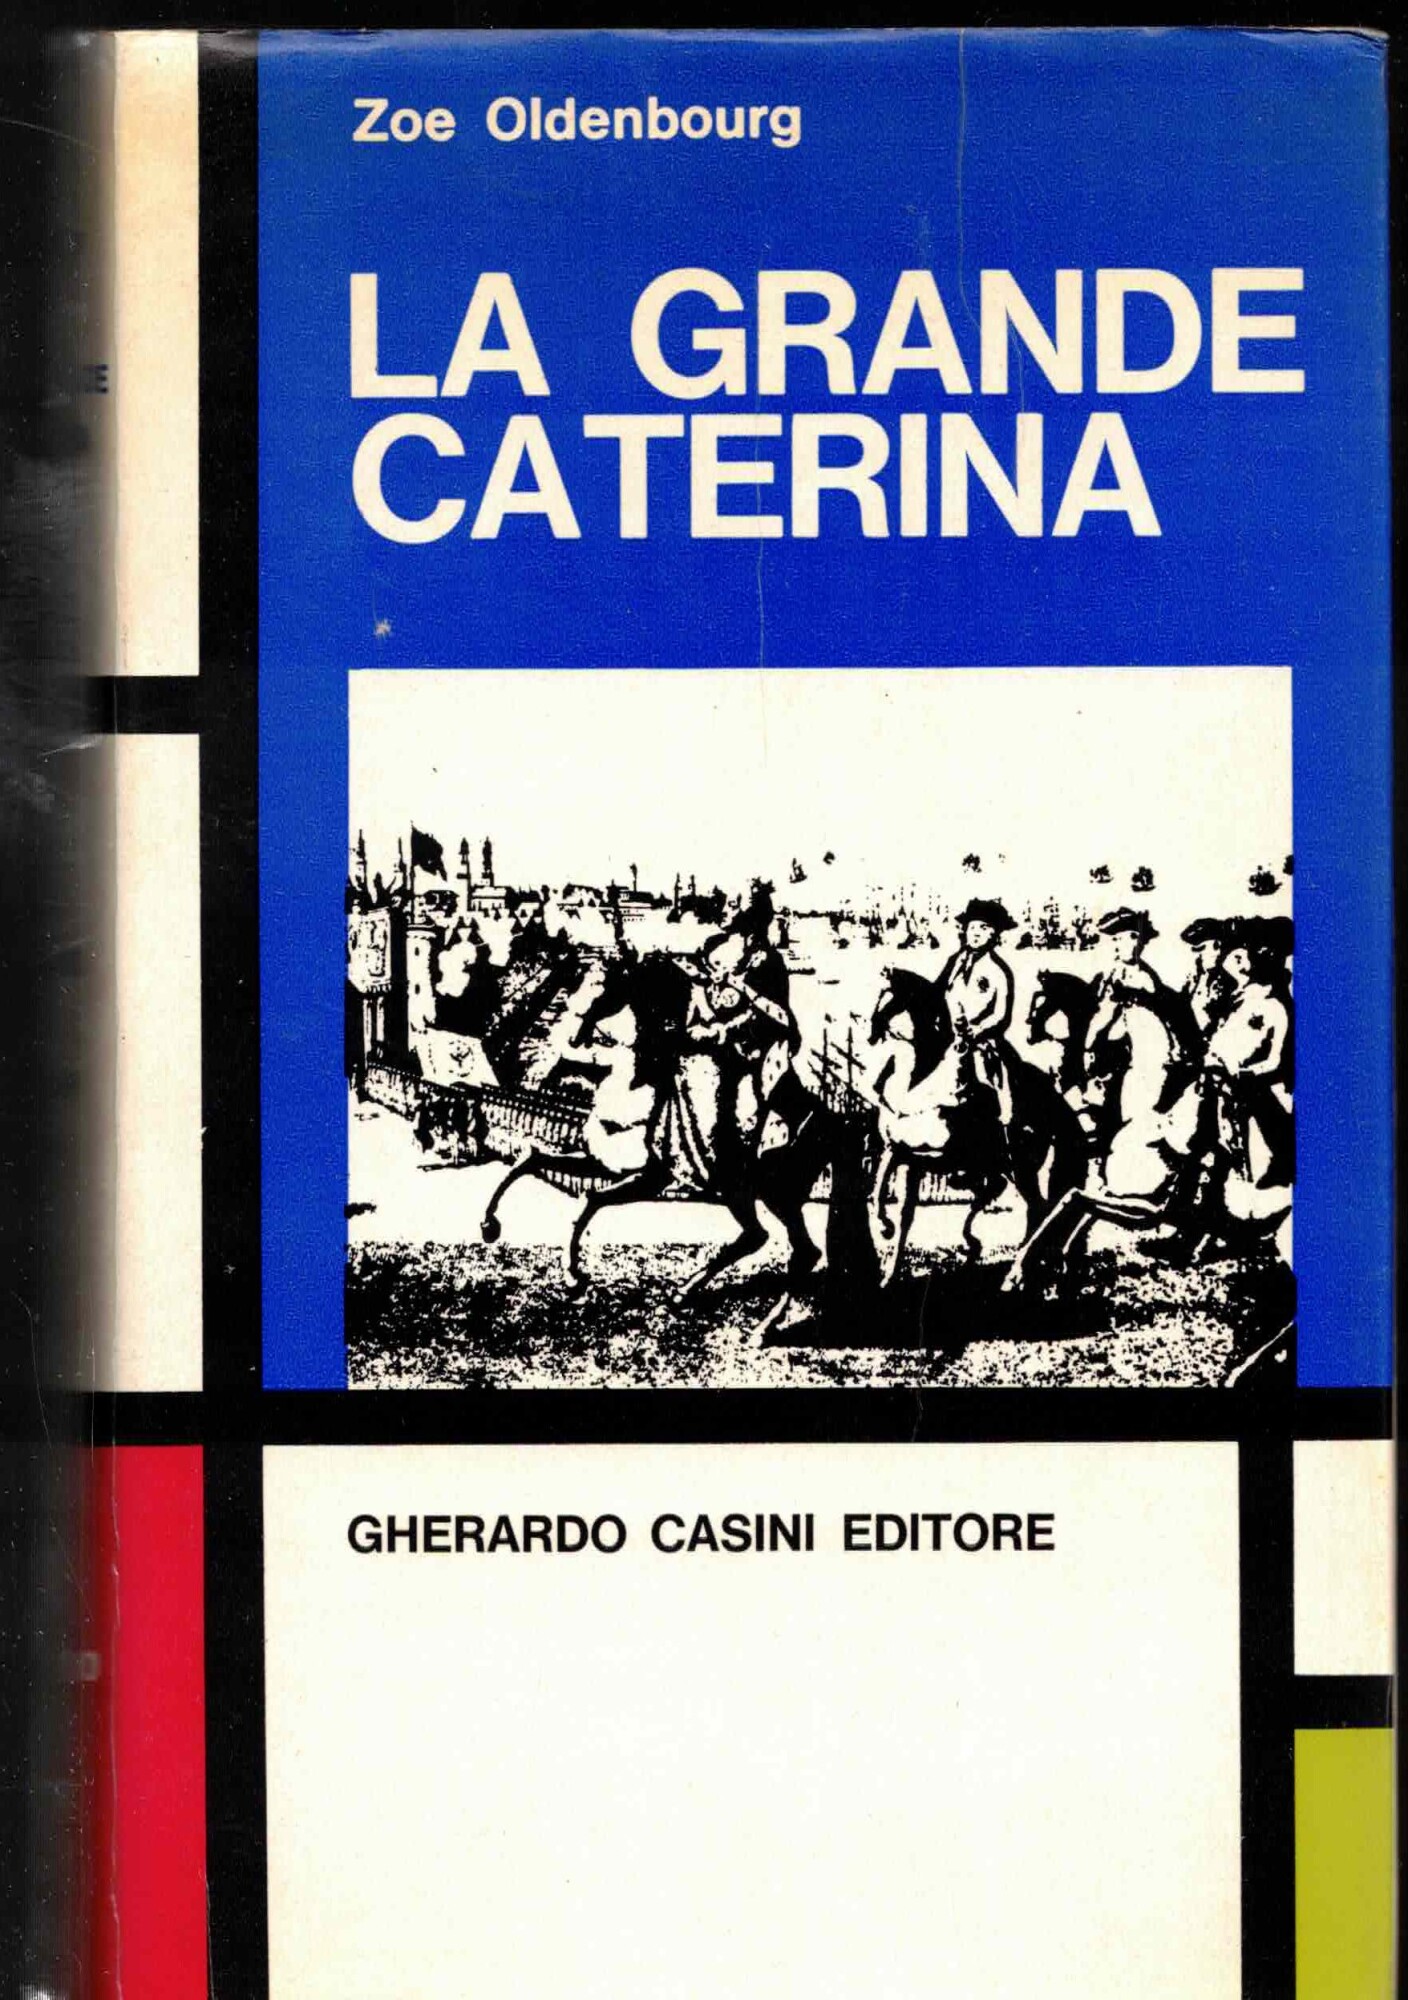 Zoe Oldenbourg
LA GRANDE
CATERINA
GHERARDO CASINI EDITORE